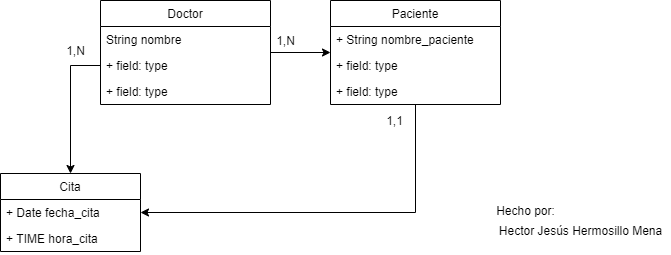 Doctor
String nombre
+ field: type
+ field: type
1,N
1,N
Paciente
+ String nombre_paciente
+ field: type
+ field: type
1,1
Cita
+ Date fecha_cita
+ TIME hora_cita
Hecho por:
Hector Jesús Hermosillo Mena